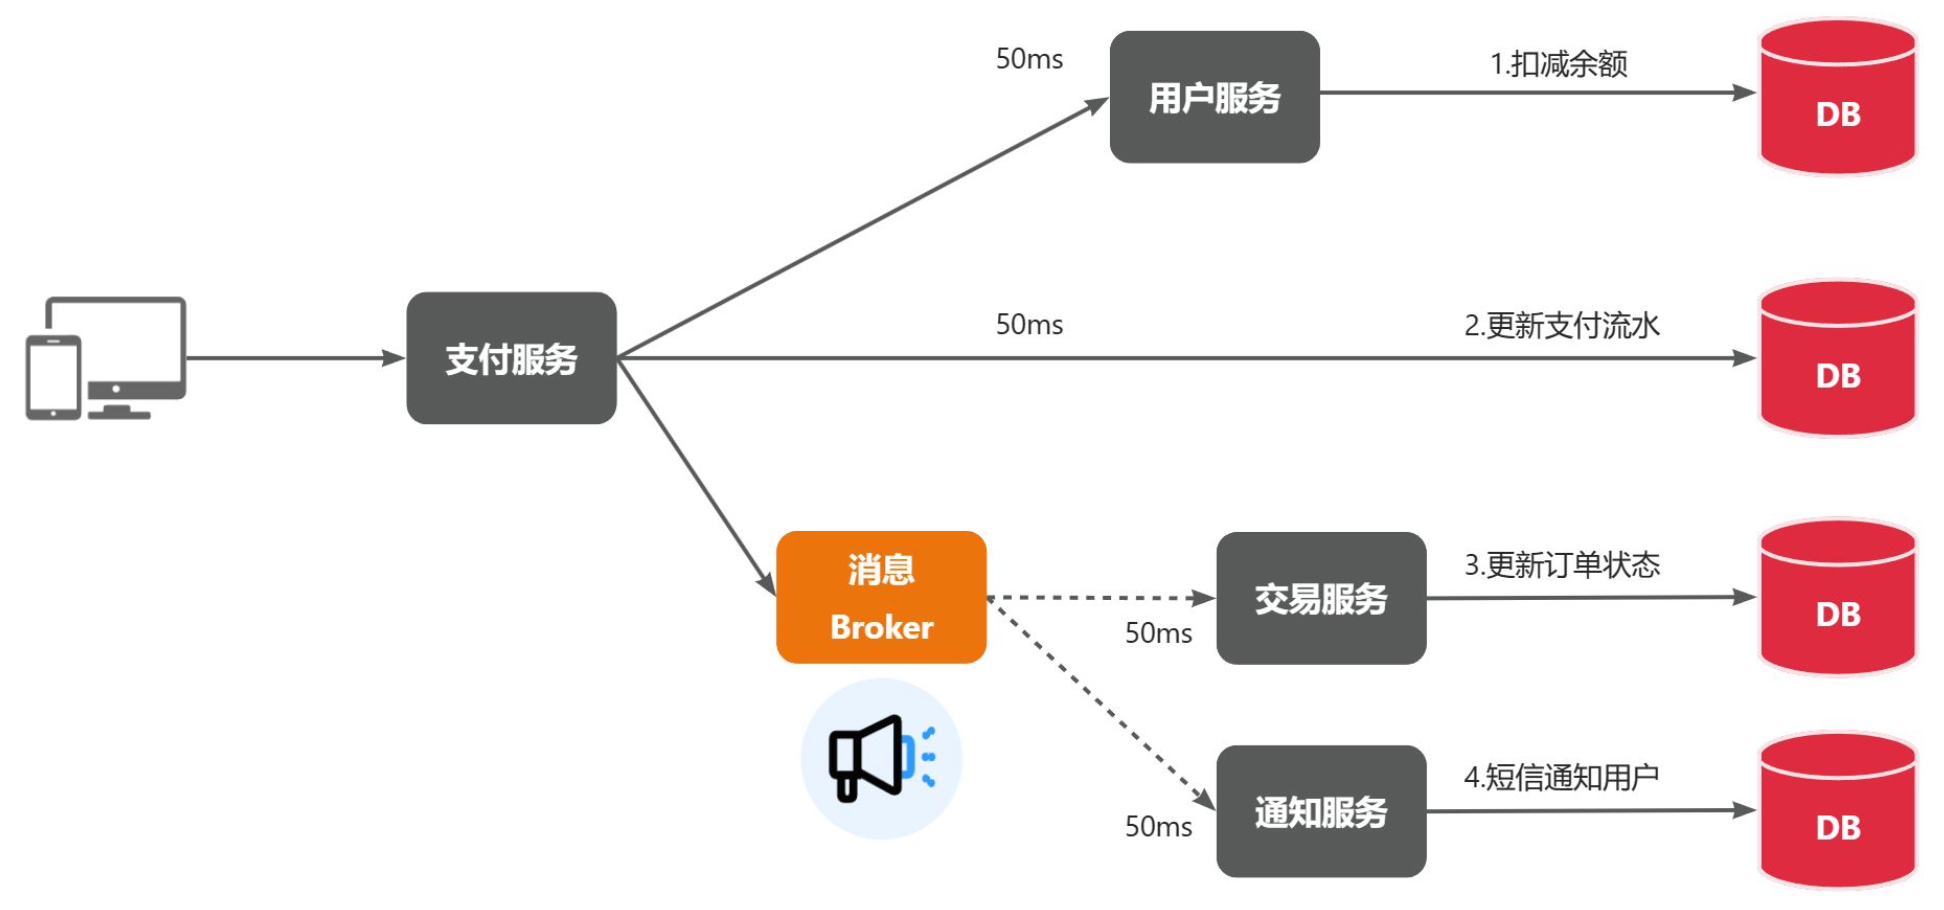 50ms
用户服务
1.扣减余额
DB
支付服务
50ms
2.更新支付流水
DB
消息
Broker
50ms
交易服务
3.更新订单状态
DB
50ms
通知服务
4.短信通知用户
DB